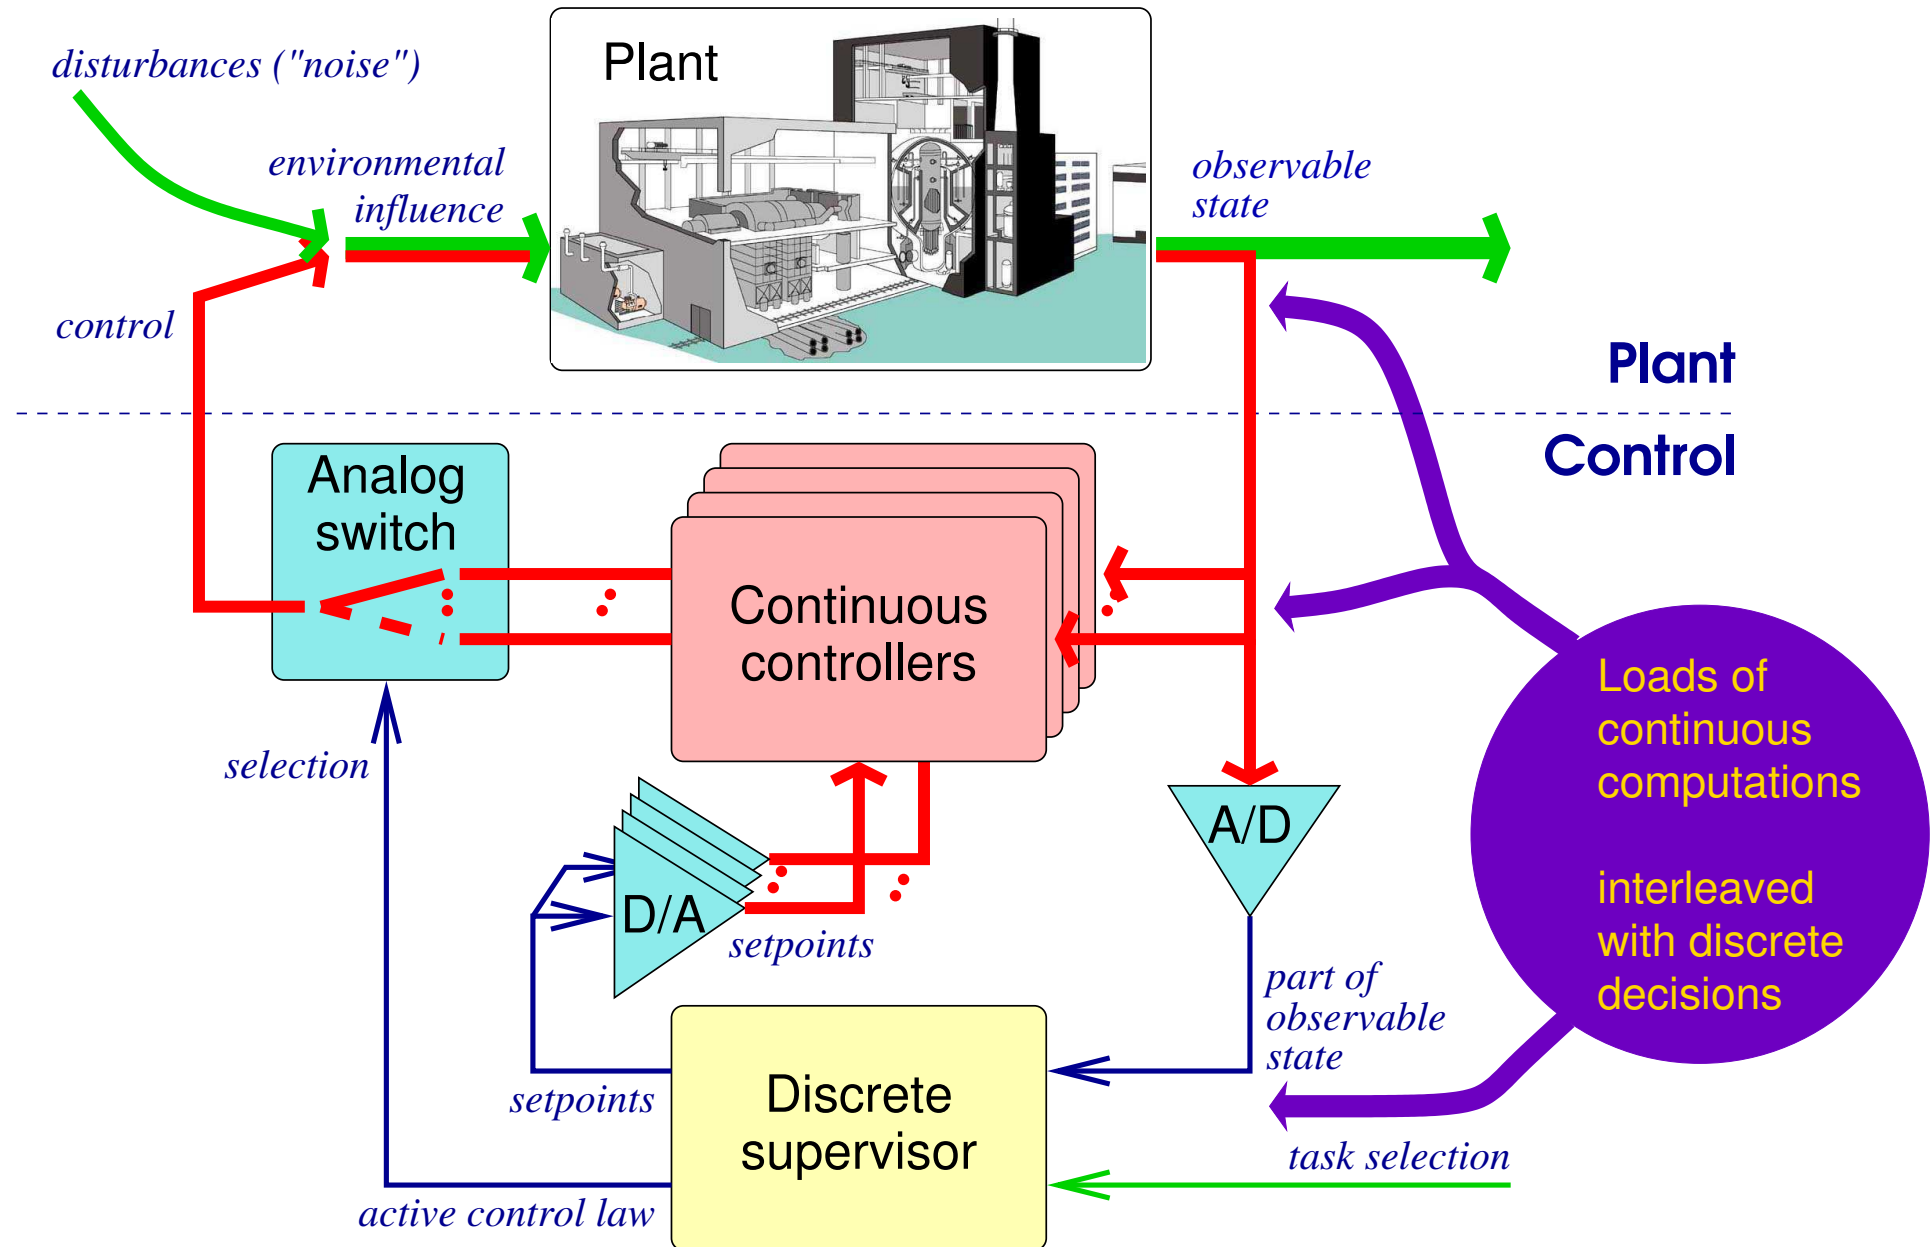 disturbances ("noise")
Plant
environmental
influence
observable
state
control
Plant
Control
Analog
switch
Continuous
controllers
Loads of
continuous
computations
interleaved
with discrete
decisions
selection
A/D
D/A
setpoints
part of
observable
state
setpoints
Discrete
supervisor
task selection
active control law